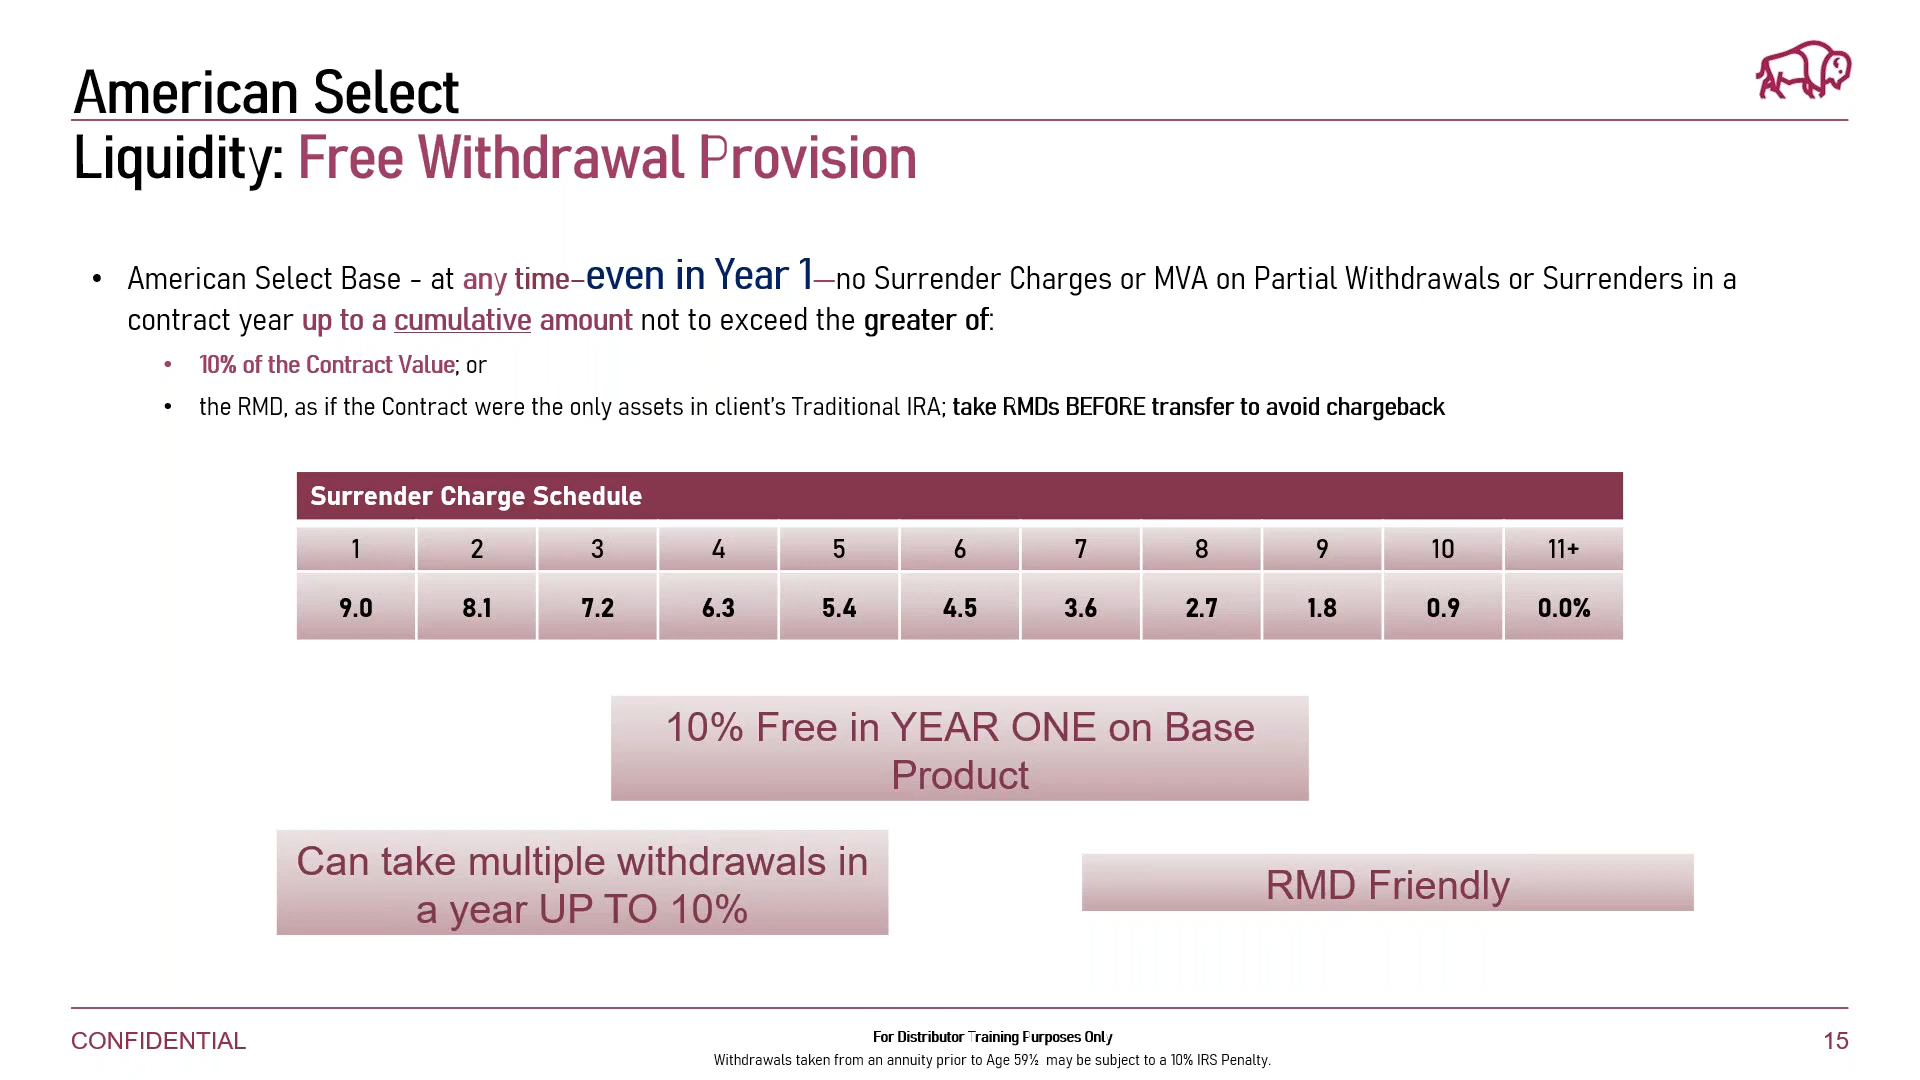 American Select
Liquidity: Free Withdrawal Provision
• American Select Base - at any time–even in Year 1—no Surrender Charges or MVA on Partial Withdrawals or Surrenders in a
contract year up to a cumulative amount not to exceed the greater of:
• 10% of the Contract Value; or
• the RMD, as if the Contract were the only assets in client's Traditional IRA; take RMDs BEFORE transfer to avoid chargeback
Surrender Charge Schedule
1 2 3 4 5 6 7 8 9 10 11+
9.0 8.1 7.2 6.3 5.4 4.5 3.6 2.7 1.8 0.9 0.0%
10% Free in YEAR ONE on Base
Product
Can take multiple withdrawals in
a year UP TO 10%
RMD Friendly
CONFIDENTIAL
For Distributor Training Purposes Only
Withdrawals taken from an annuity prior to Age 59½ may be subject to a 10% IRS Penalty.
15